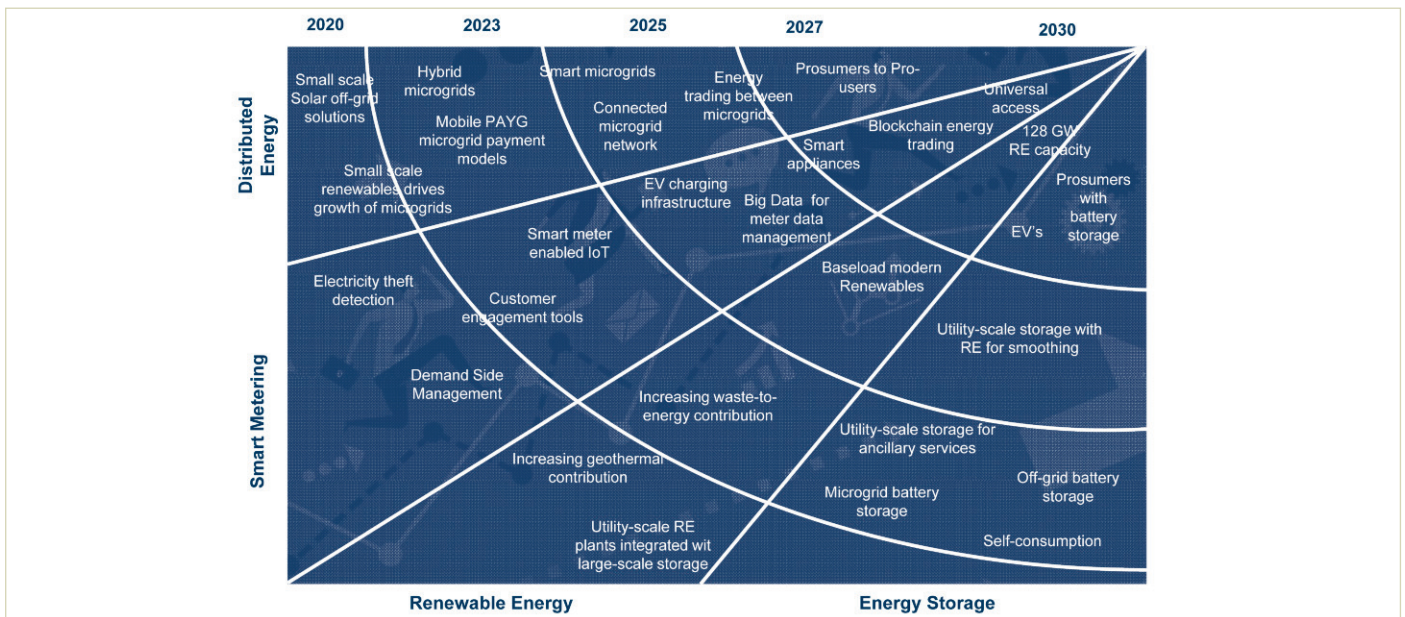 2020 2023 2025 2027 2030
Distributed
Energy
Small scale
Solar off-grid
solutions
Hybrid
microgrids
Mobile PAYG
microgrid payment
models
Small scale
renewables drives
growth of microgrids
Smart microgrids
Connected
microgrid
network
Energy
trading between
microgrids
Prosumers to Pro-
users
Universal
access
Smart Metering
Electricity theft
detection
Demand Side
Management
Customer
engagement tools
Smart meter
enabled IoT
EV charging
infrastructure
Big Data for
meter data
management
Smart
appliances
Blockchain energy
trading
128 GW
RE capacity
Baseload modern
Renewables
Increasing waste-to-
energy contribution
Increasing geothermal
contribution
Utility-scale RE
plants integrated wit
large-scale storage
EV's
Prosumers
with
battery
storage
Utility-scale storage with
RE for smoothing
Utility-scale storage for
ancillary services
Microgrid battery
storage
Off-grid battery
storage
Self-consumption
Renewable Energy
Energy Storage